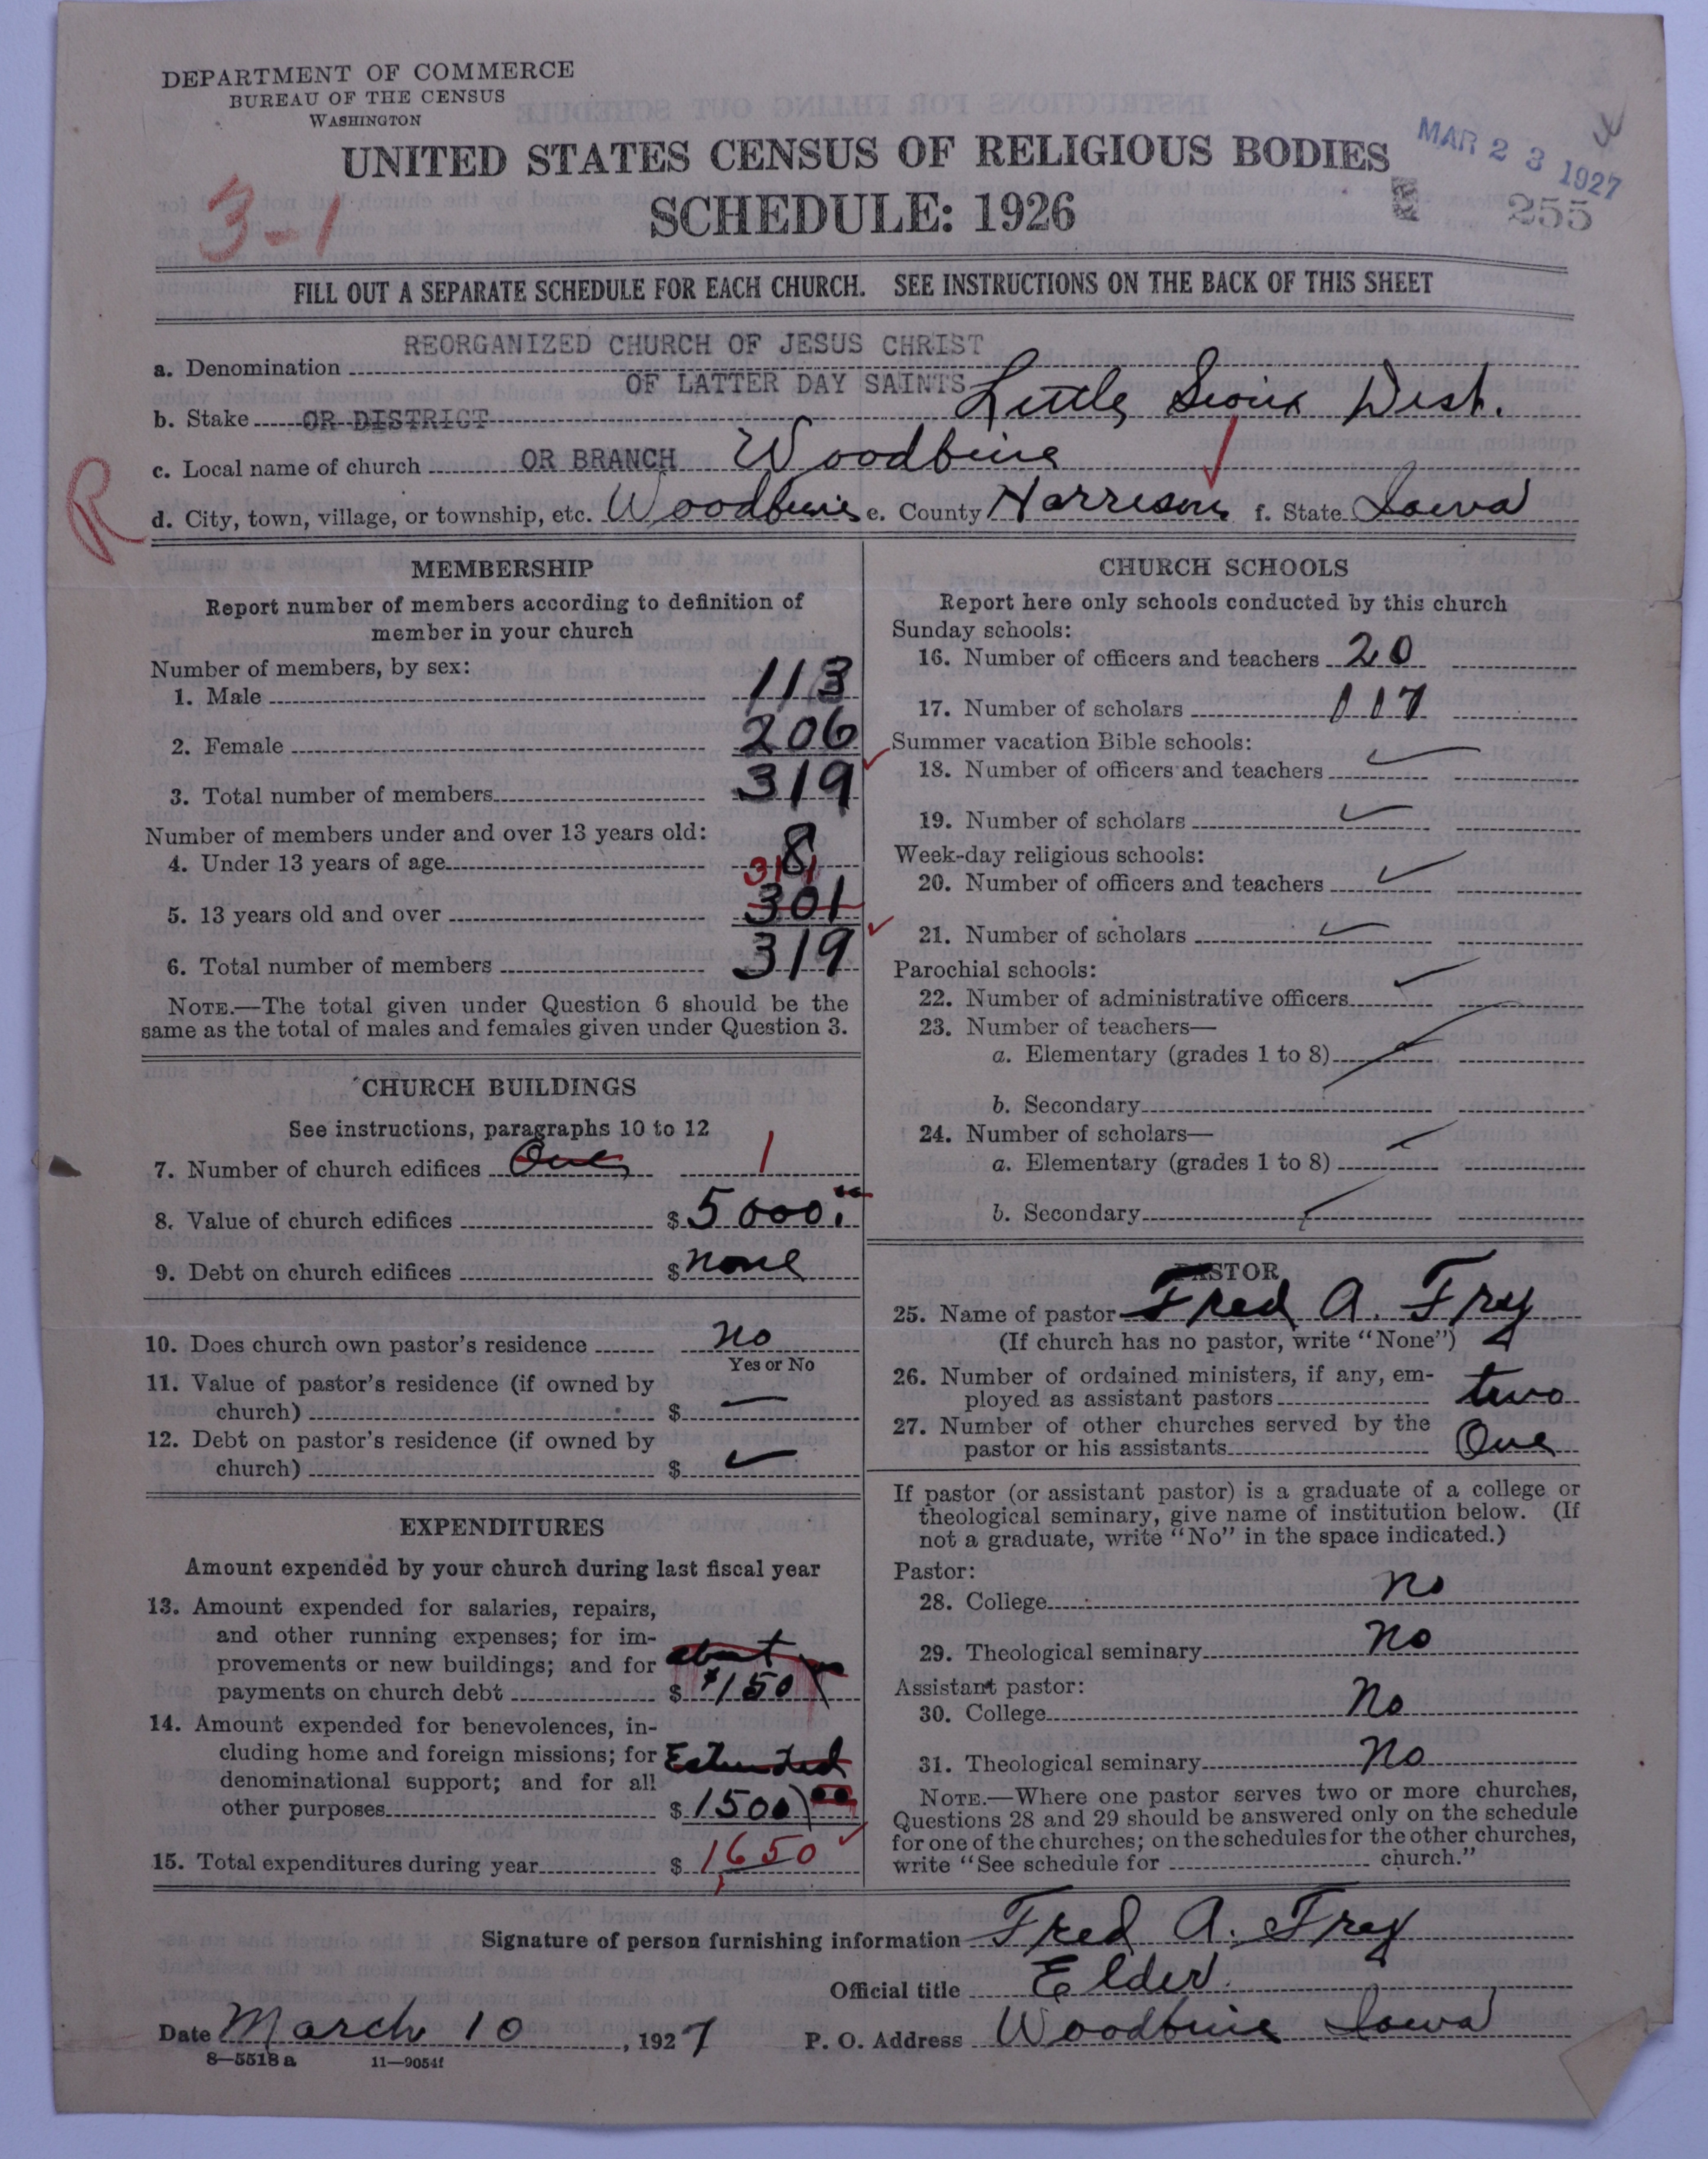 DEPARTMENT OF COMMERCE
BUREAU OF THE CENSUS
WASHINGTON
UNITED STATES CENSUS OF RELIGIOUS BODIES
SCHEDULE: 1926
MAR 23 1927
255
3-1
FILL OUT A SEPARATE SCHEDULE FOR EACH CHURCH. SEE INSTRUCTIONS ON THE BACK OF THIS SHEET
REORGANIZED CHURCH OF JESUS CHRIST
a. Denomination
OF LATTER DAY SAINTS
b. Stake OR DISTRICT Little Sioux Dist.
c. Local name of church OR BRANCH Woodbine
R
d. City, town, village, or township, etc. Woodbine e. County Harrison f. State Iowa
MEMBERSHIP
Report number of members according to definition of
member in your church
Number of members, by sex:
1. Male 113
2. Female 206
3. Total number of members 319
Number of members under and over 13 years old:
4. Under 13 years of age 8
311
5. 13 years old and over 301
6. Total number of members 319
NOTE.—The total given under Question 6 should be the
same as the total of males and females given under Question 3.
CHURCH BUILDINGS
See instructions, paragraphs 10 to 12
7. Number of church edifices One 1
8. Value of church edifices $ 5000.00
9. Debt on church edifices $ none
10. Does church own pastor's residence no
Yes or No
11. Value of pastor's residence (if owned by
church) $ —
12. Debt on pastor's residence (if owned by
church) $
EXPENDITURES
Amount expended by your church during last fiscal year
13. Amount expended for salaries, repairs,
and other running expenses; for im-
provements or new buildings; and for about
payments on church debt $ $150
14. Amount expended for benevolences, in-
cluding home and foreign missions; for
denominational support; and for all
other purposes $ 1500 00
15. Total expenditures during year $ 1,650
CHURCH SCHOOLS
Report here only schools conducted by this church
Sunday schools:
16. Number of officers and teachers 20
17. Number of scholars 117
Summer vacation Bible schools:
18. Number of officers and teachers
19. Number of scholars
Week-day religious schools:
20. Number of officers and teachers
21. Number of scholars
Parochial schools:
22. Number of administrative officers
23. Number of teachers—
a. Elementary (grades 1 to 8)
b. Secondary
24. Number of scholars—
a. Elementary (grades 1 to 8)
b. Secondary
PASTOR
25. Name of pastor Fred A. Fry
(If church has no pastor, write "None")
26. Number of ordained ministers, if any, em-
ployed as assistant pastors two
27. Number of other churches served by the
pastor or his assistants One
If pastor (or assistant pastor) is a graduate of a college or
theological seminary, give name of institution below. (If
not a graduate, write "No" in the space indicated.)
Pastor:
28. College no
29. Theological seminary no
Assistant pastor:
30. College No
31. Theological seminary no
NOTE.—Where one pastor serves two or more churches,
Questions 28 and 29 should be answered only on the schedule
for one of the churches; on the schedules for the other churches,
write "See schedule for church."
Signature of person furnishing information Fred A. Fry
Official title Elder.
Date March 10, 1927 P. O. Address Woodbine Iowa
8—5518 a 11—9054f